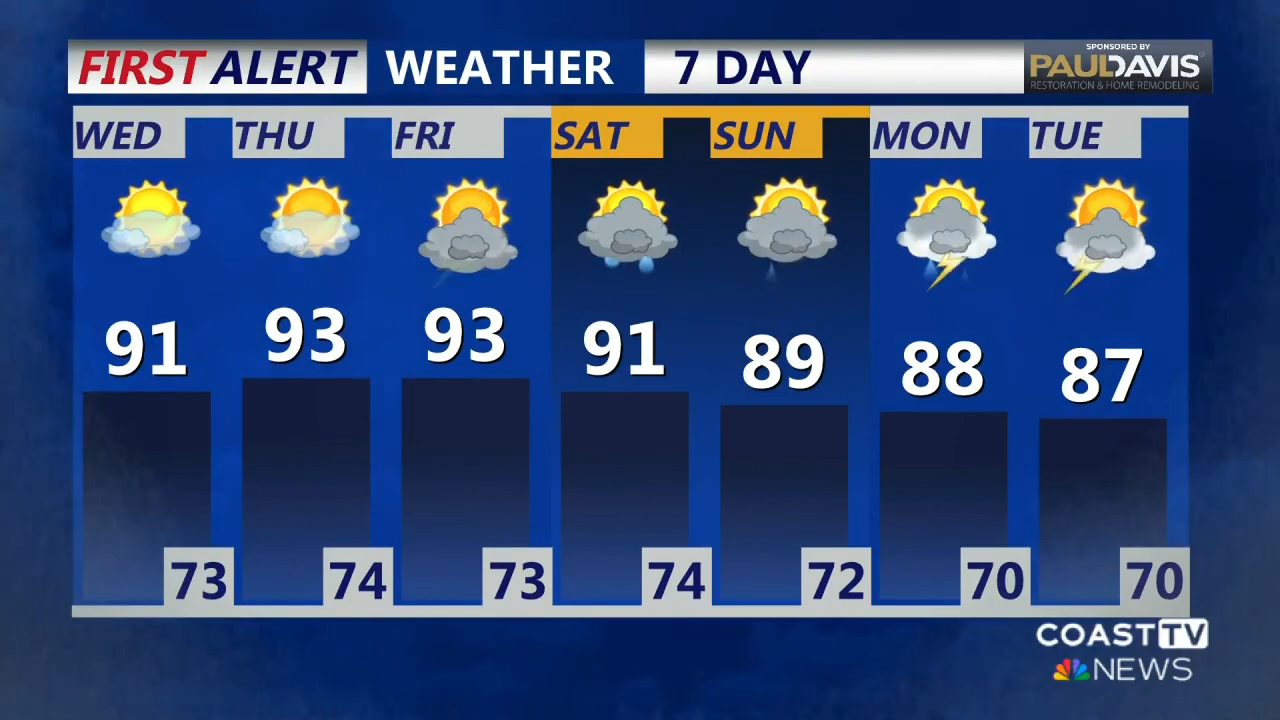 FIRST ALERT WEATHER 7 DAY
SPONSORED BY
PAUL DAVIS
RESTORATION & HOME REMODELING
WED THU FRI SAT SUN MON TUE
91 93 93 91 89 88 87
73 74 73 74 72 70 70
COAST TV
NEWS